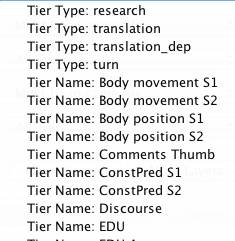 Tier Type: research
Tier Type: translation
Tier Type: translation_dep
Tier Type: turn
Tier Name: Body movement S1
Tier Name: Body movement S2
Tier Name: Body position S1
Tier Name: Body position S2
Tier Name: Comments Thumb
Tier Name: ConstPred S1
Tier Name: ConstPred S2
Tier Name: Discourse
Tier Name: EDU